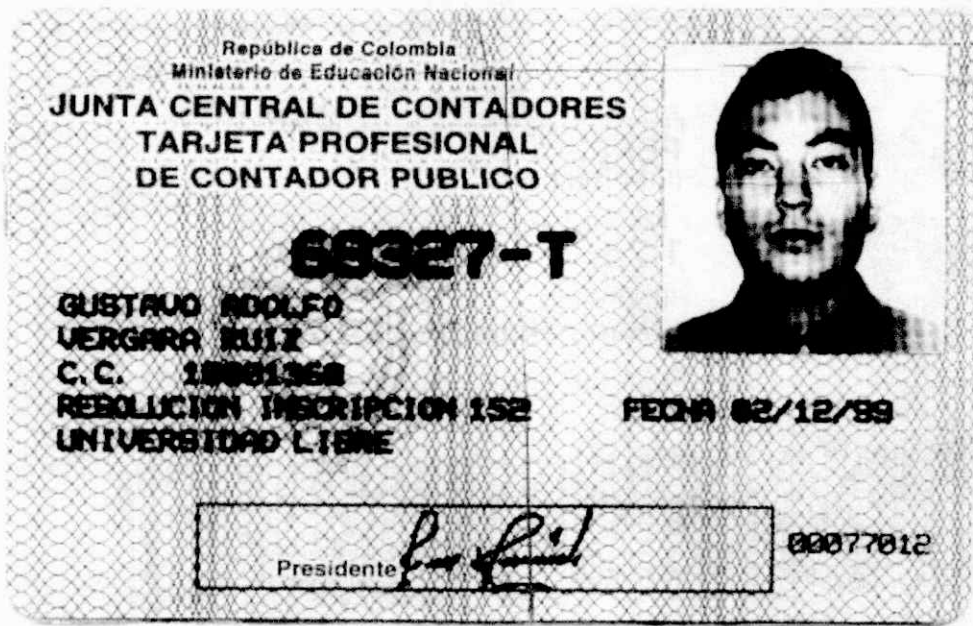 República de Colombia
Ministerio de Educación Nacional
JUNTA CENTRAL DE CONTADORES
TARJETA PROFESIONAL
DE CONTADOR PUBLICO
69327-T
GUSTAVO ADOLFO
VERGARA RUIZ
C.C.
RESOLUCION INSCRIPCION 152 FECHA 02/12/99
UNIVERSIDAD LIBRE
Presidente
00077012